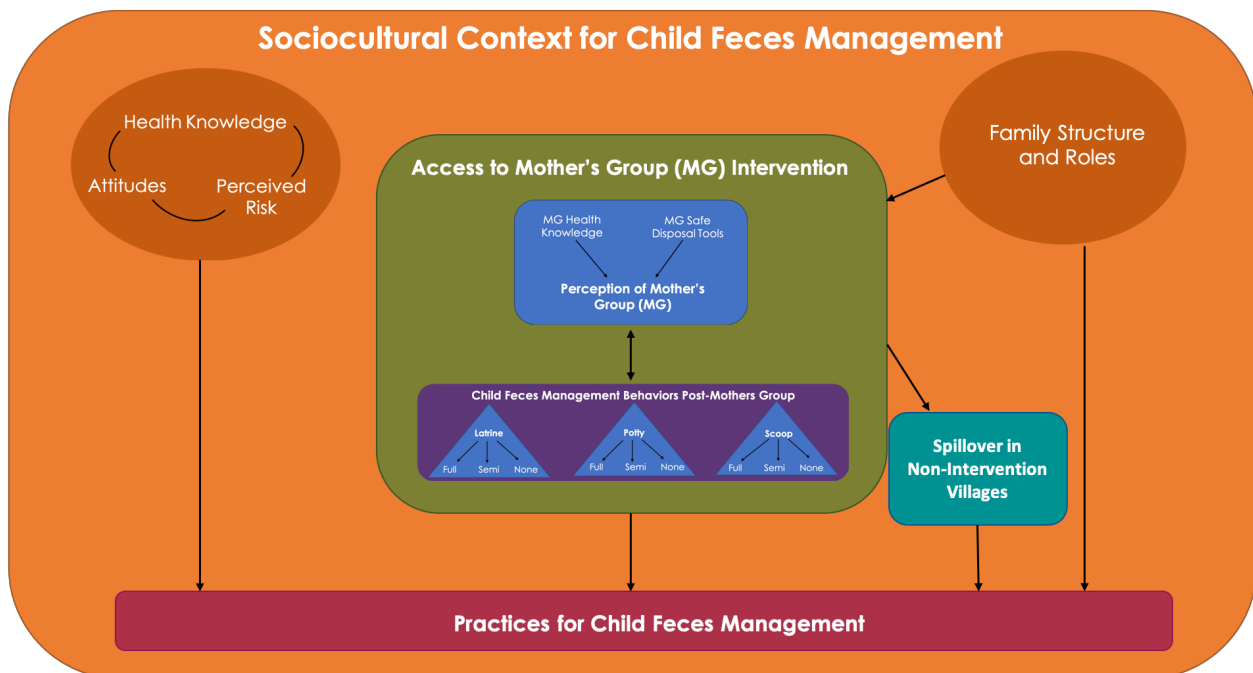 Sociocultural Context for Child Feces Management
Health Knowledge
Attitudes
Perceived
Risk
Family Structure
and Roles
Access to Mother's Group (MG) Intervention
MG Health
Knowledge
MG Safe
Disposal Tools
Perception of Mother's
Group (MG)
Child Feces Management Behaviors Post-Mothers Group
Latrine
Full
Semi
None
Potty
Full
Semi
None
Scoop
Full
Semi
None
Spillover in
Non-Intervention
Villages
Practices for Child Feces Management